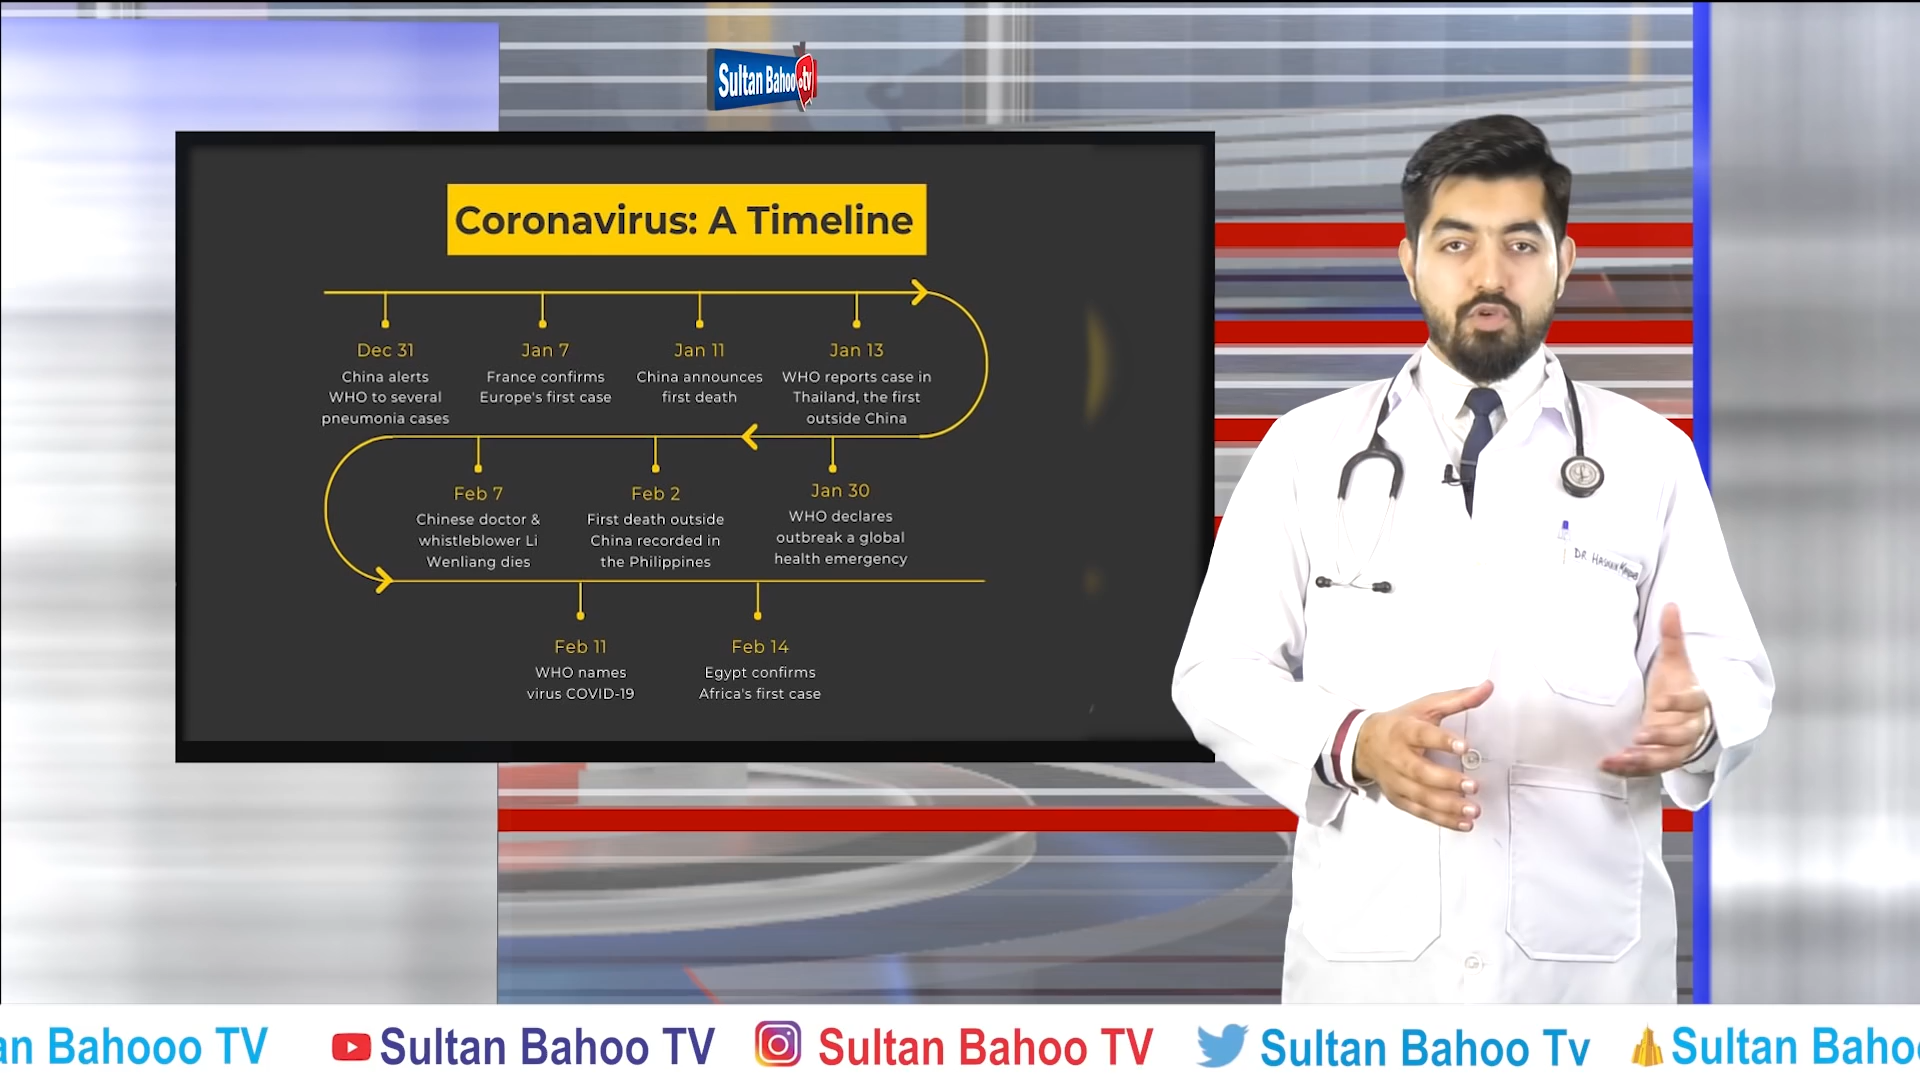 Sultan Bahoo tv
Coronavirus: A Timeline
Dec 31
China alerts
WHO to several
pneumonia cases
Jan 7
France confirms
Europe's first case
Jan 11
China announces
first death
Jan 13
WHO reports case in
Thailand, the first
outside China
Feb 7
Chinese doctor &
whistleblower Li
Wenliang dies
Feb 2
First death outside
China recorded in
the Philippines
Jan 30
WHO declares
outbreak a global
health emergency
Feb 11
WHO names
virus COVID-19
Feb 14
Egypt confirms
Africa's first case
DR
an Bahooo TV Sultan Bahoo TV Sultan Bahoo TV Sultan Bahoo Tv Sultan Baho